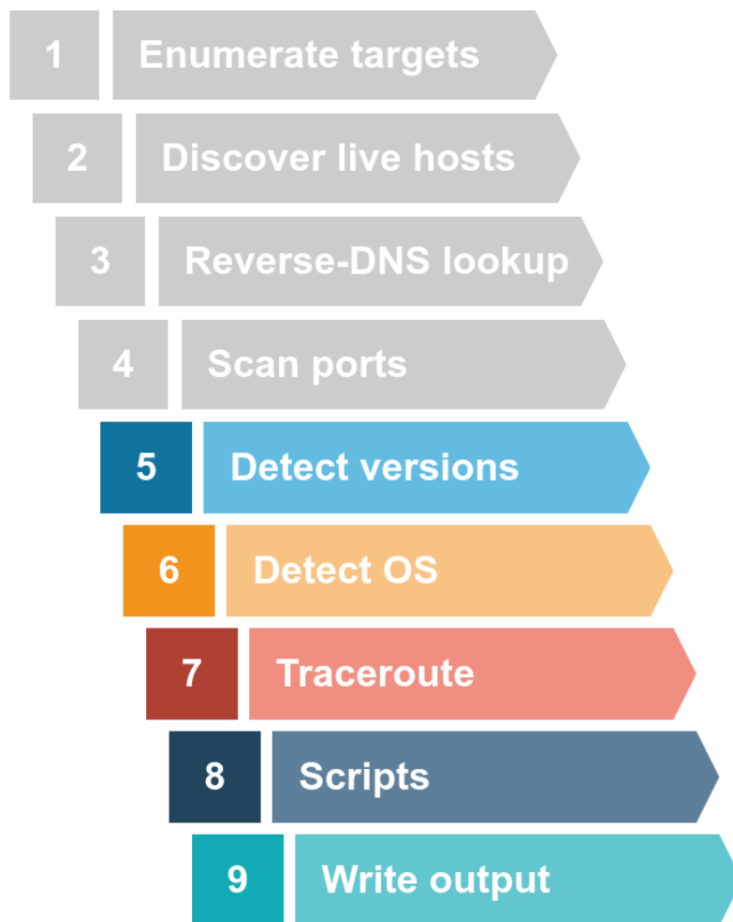 1 Enumerate targets
2 Discover live hosts
3 Reverse-DNS lookup
4 Scan ports
5 Detect versions
6 Detect OS
7 Traceroute
8 Scripts
9 Write output